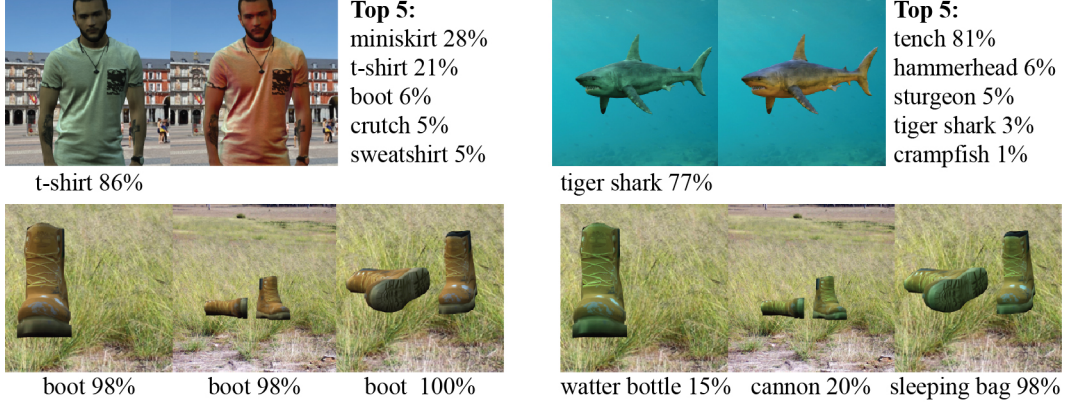 Top 5:
miniskirt 28%
t-shirt 21%
boot 6%
crutch 5%
sweatshirt 5%
t-shirt 86%
Top 5:
tench 81%
hammerhead 6%
sturgeon 5%
tiger shark 3%
crampfish 1%
tiger shark 77%
boot 98%
boot 98%
boot 100%
watter bottle 15%
cannon 20%
sleeping bag 98%